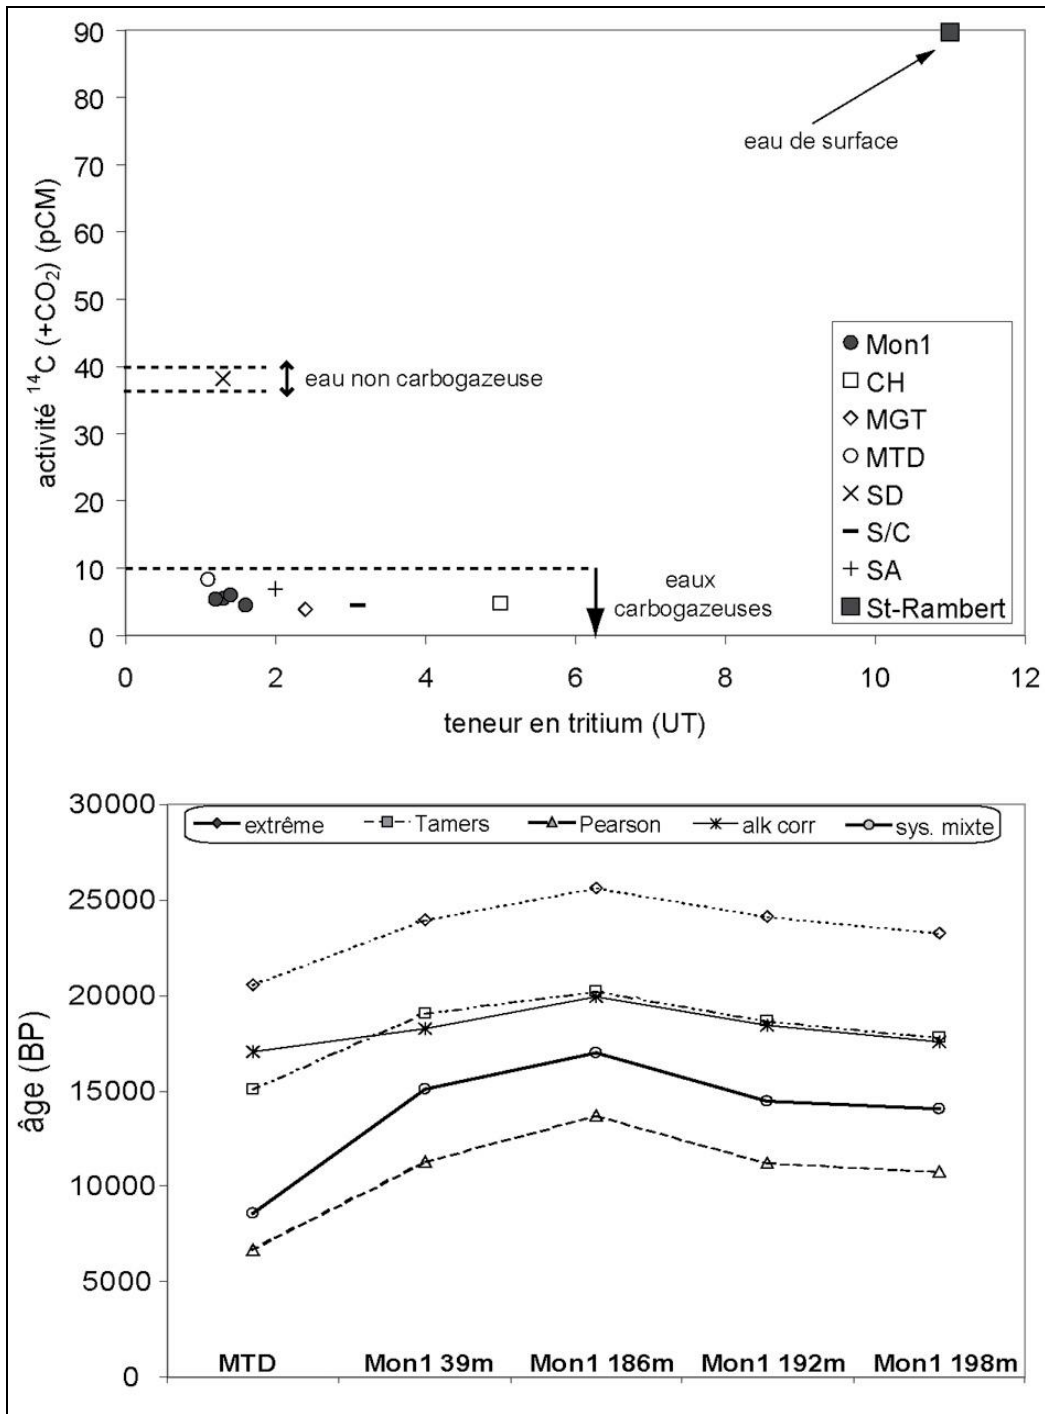 90
80
70
60
50
40
30
20
10
0
activité ¹⁴C (+CO₂) (pCM)
eau de surface
eau non carbogazeuse
eaux
carbogazeuses
Mon1
CH
MGT
MTD
SD
S/C
SA
St-Rambert
0 2 4 6 8 10 12
teneur en tritium (UT)
30000
25000
20000
15000
10000
5000
0
âge (BP)
extrême Tamers Pearson alk corr sys. mixte
MTD Mon1 39m Mon1 186m Mon1 192m Mon1 198m